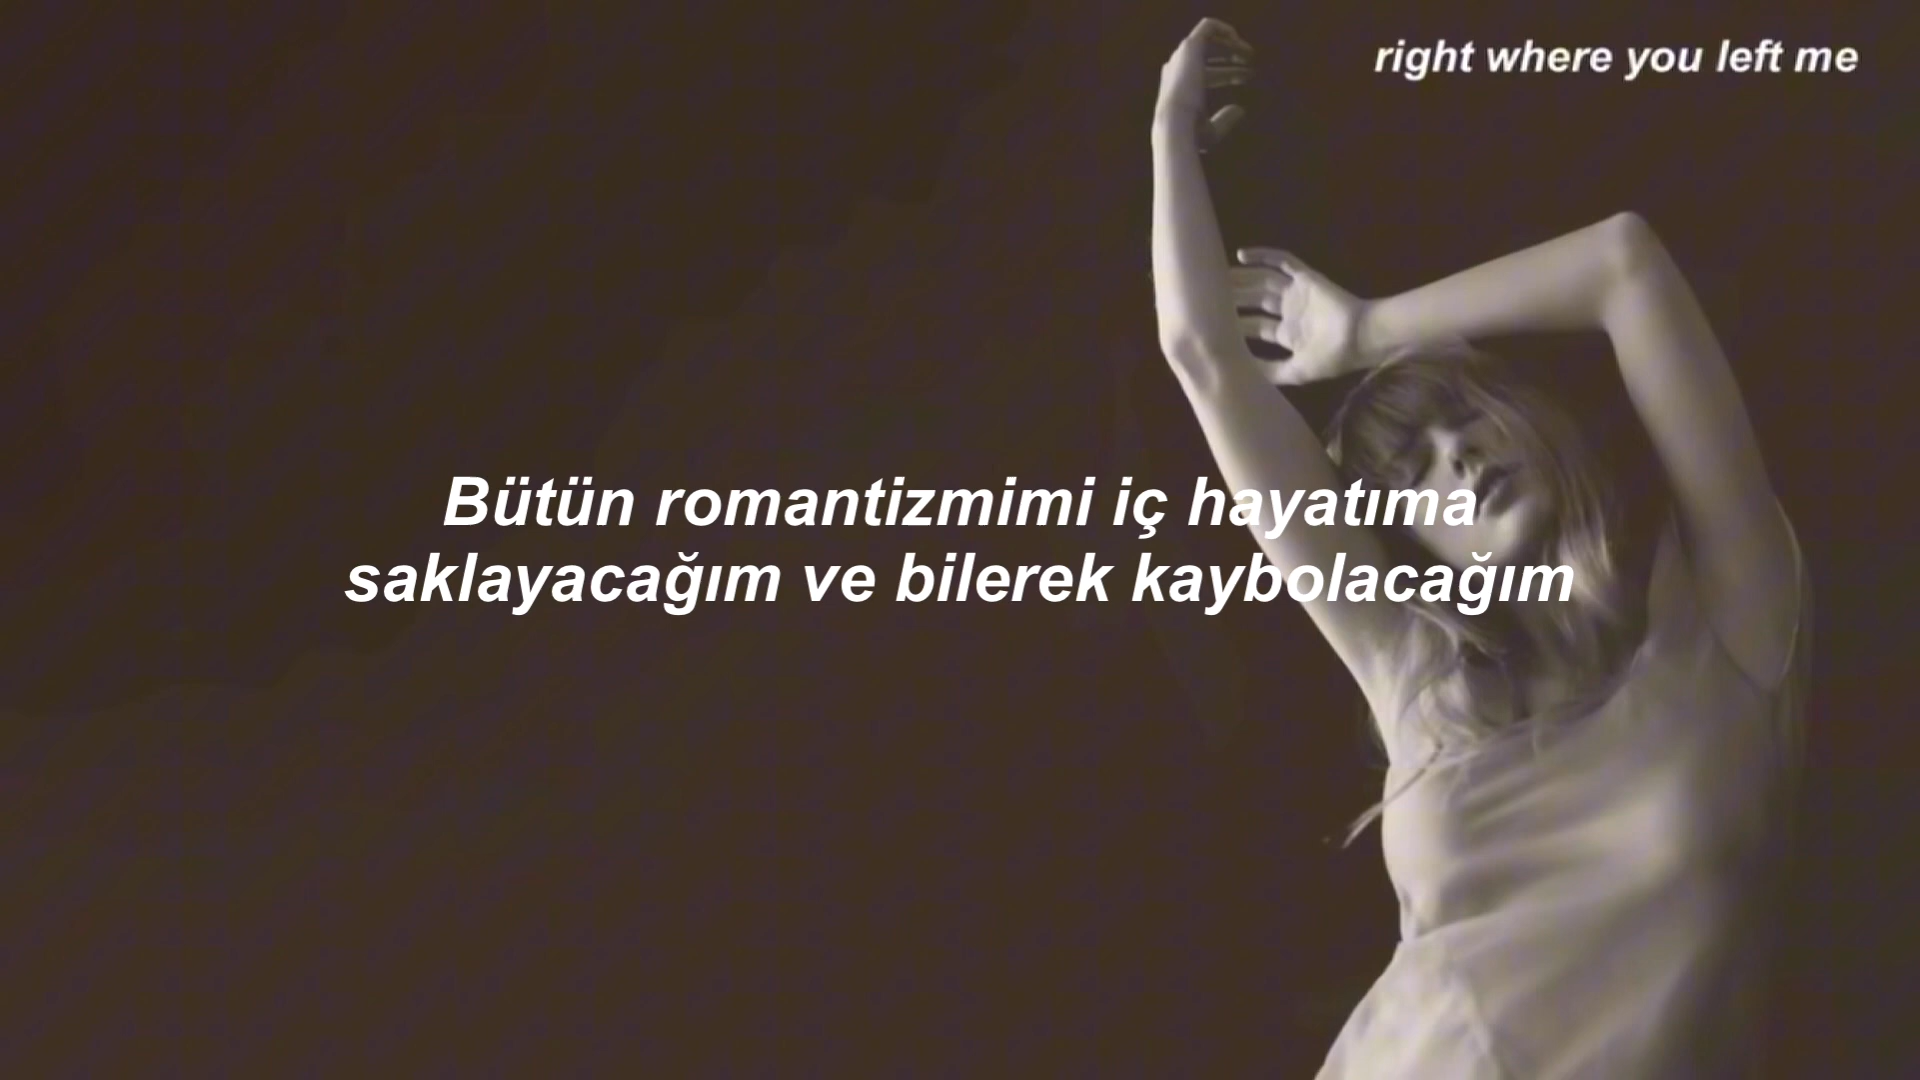 right where you left me
Bütün romantizmimi iç hayatıma
saklayacağım ve bilerek kaybolacağım